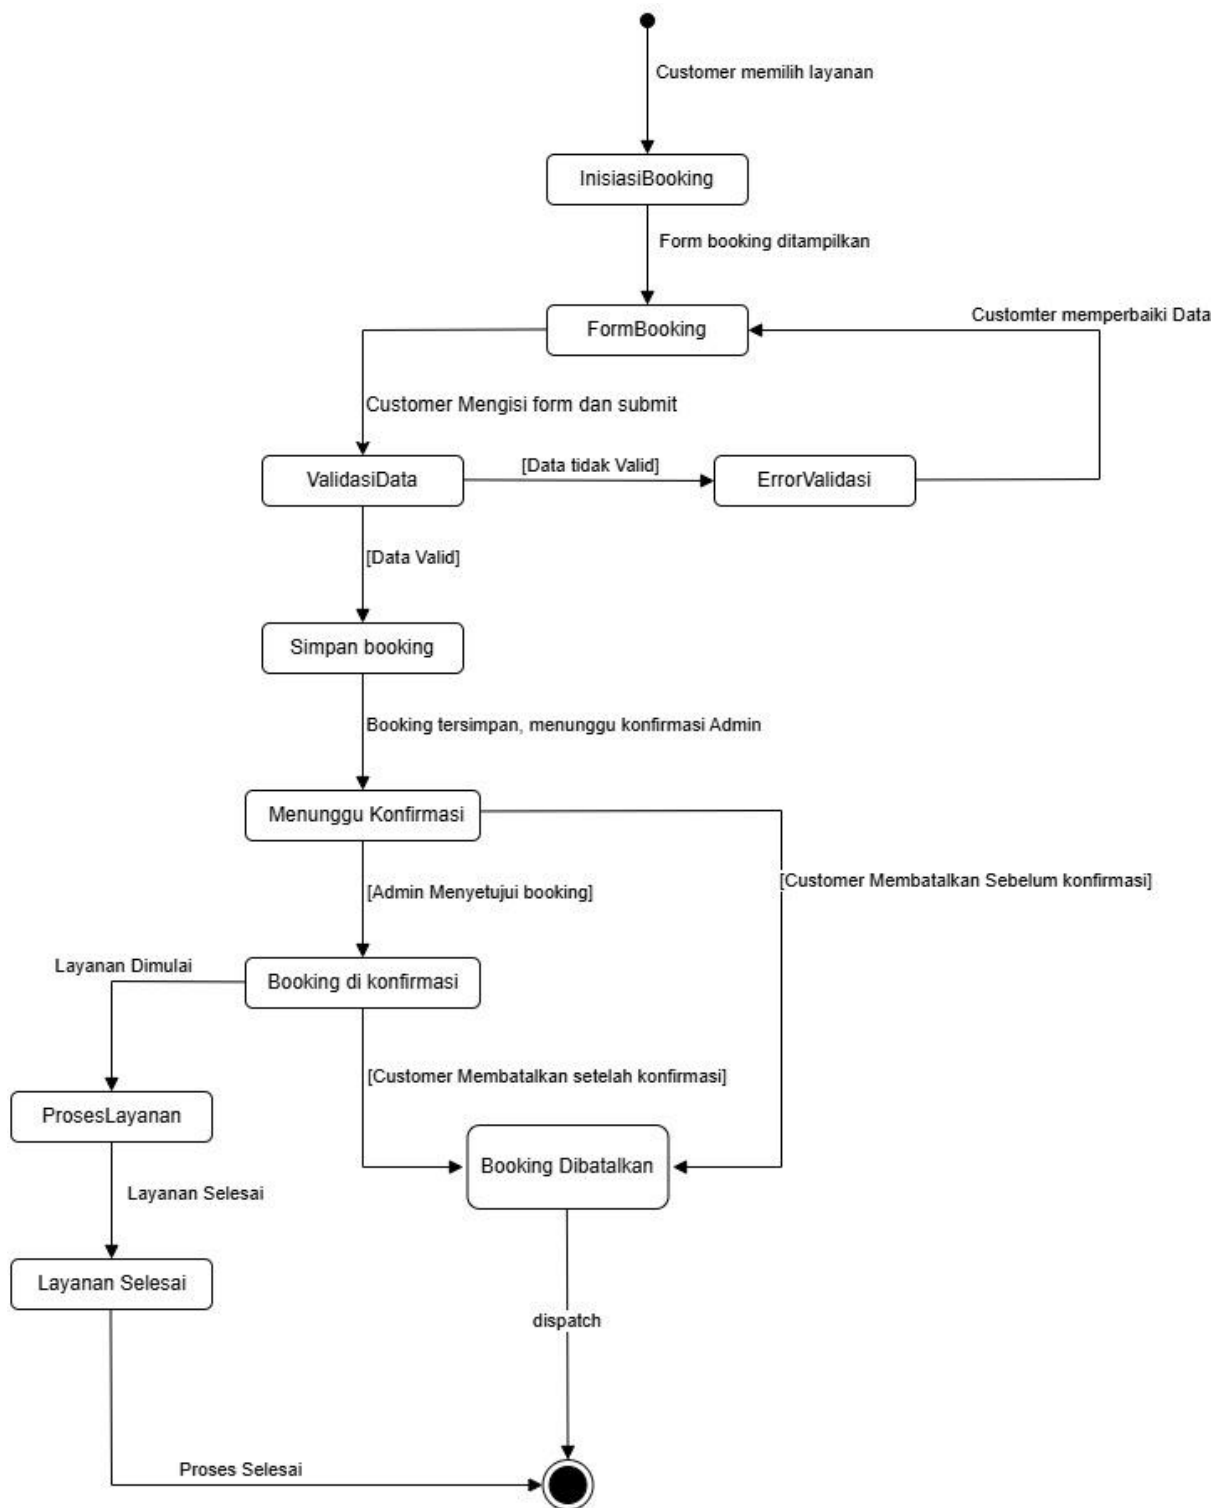 Customer memilih layanan
InisiasiBooking
Form booking ditampilkan
FormBooking
Customter memperbaiki Data
Customer Mengisi form dan submit
ValidasiData
[Data tidak Valid]
ErrorValidasi
[Data Valid]
Simpan booking
Booking tersimpan, menunggu konfirmasi Admin
Menunggu Konfirmasi
[Admin Menyetujui booking]
[Customer Membatalkan Sebelum konfirmasi]
Layanan Dimulai
Booking di konfirmasi
[Customer Membatalkan setelah konfirmasi]
ProsesLayanan
Booking Dibatalkan
Layanan Selesai
Layanan Selesai
dispatch
Proses Selesai